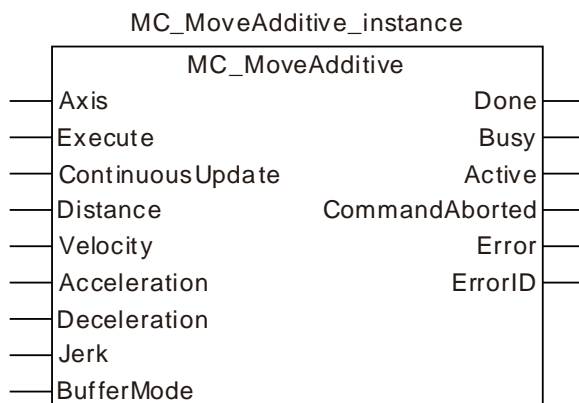 MC_MoveAdditive_instance
MC_MoveAdditive
Axis Done
Execute Busy
ContinuousUpdate Active
Distance CommandAborted
Velocity Error
Acceleration ErrorID
Deceleration
Jerk
BufferMode